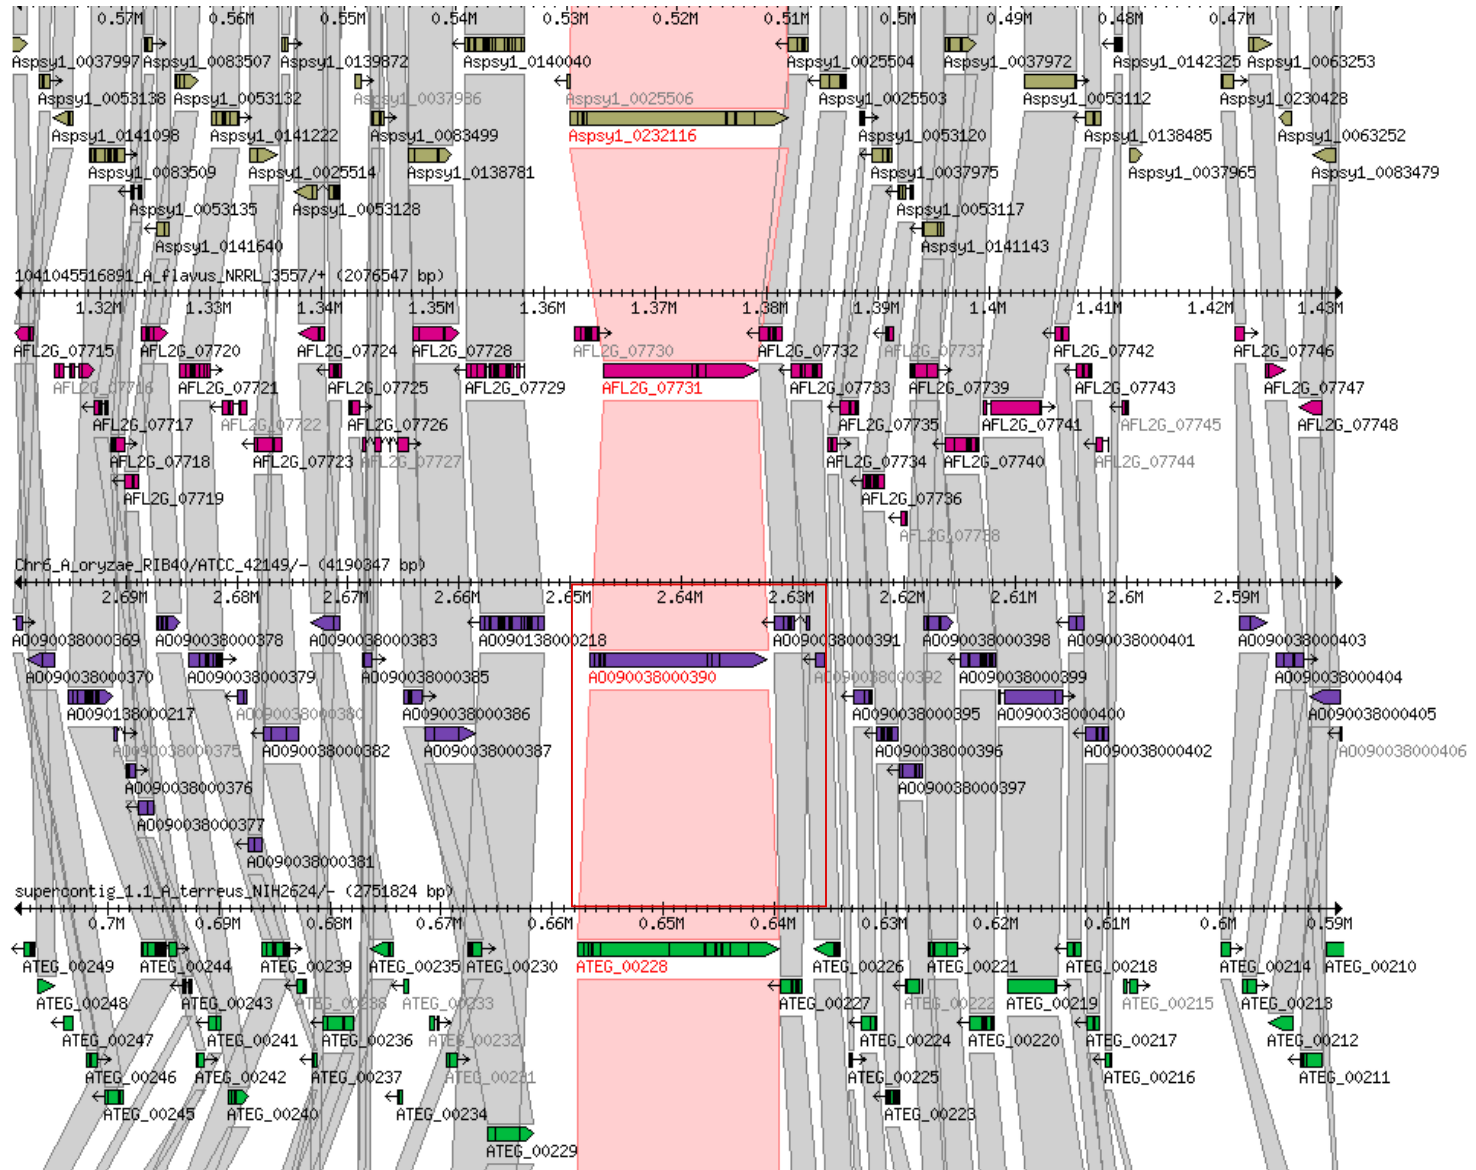 0.57M 0.56M 0.55M 0.54M 0.53M 0.52M 0.51M 0.5M 0.49M 0.48M 0.47M
Aspsy1_0037997 Aspsy1_0083507 Aspsy1_0139872 Aspsy1_0140040 Aspsy1_0025504 Aspsy1_0037972 Aspsy1_0142325 Aspsy1_0063253
Aspsy1_0053138 Aspsy1_0053132 Aspsy1_0037986 Aspsy1_0025506 Aspsy1_0025503 Aspsy1_0053112 Aspsy1_0230428
Aspsy1_0141098 Aspsy1_0141222 Aspsy1_0083499 Aspsy1_0232116 Aspsy1_0053120 Aspsy1_0138485 Aspsy1_0063252
Aspsy1_0083509 Aspsy1_0025514 Aspsy1_0138781 Aspsy1_0037975 Aspsy1_0037965 Aspsy1_0083479
Aspsy1_0053135 Aspsy1_0053128 Aspsy1_0053117
Aspsy1_0141640 Aspsy1_0141143
1041045516891_A_flavus_NRRL_3557/+ (2076547 bp)
1.32M 1.33M 1.34M 1.35M 1.36M 1.37M 1.38M 1.39M 1.4M 1.41M 1.42M 1.43M
AFL2G_07715 AFL2G_07720 AFL2G_07724 AFL2G_07728 AFL2G_07730 AFL2G_07732 AFL2G_07737 AFL2G_07742 AFL2G_07746
AFL2G_07716 AFL2G_07721 AFL2G_07725 AFL2G_07729 AFL2G_07731 AFL2G_07733 AFL2G_07739 AFL2G_07743 AFL2G_07747
AFL2G_07717 AFL2G_07722 AFL2G_07726 AFL2G_07735 AFL2G_07741 AFL2G_07745 AFL2G_07748
AFL2G_07718 AFL2G_07723 AFL2G_07727 AFL2G_07734 AFL2G_07740 AFL2G_07744
AFL2G_07719 AFL2G_07736
AFL2G_07738
Chr6_A_oryzae_RIB40/ATCC_42149/- (4190347 bp)
2.69M 2.68M 2.67M 2.66M 2.65M 2.64M 2.63M 2.62M 2.61M 2.6M 2.59M
AO090038000369 AO090038000378 AO090038000383 AO090138000218 AO090038000391 AO090038000398 AO090038000401 AO090038000403
AO090038000370 AO090038000379 AO090038000385 AO090038000390 AO090038000392 AO090038000399 AO090038000404
AO090138000217 AO090038000380 AO090038000386 AO090038000395 AO090038000400 AO090038000405
AO090038000375 AO090038000382 AO090038000387 AO090038000396 AO090038000402 AO090038000406
AO090038000376 AO090038000397
AO090038000377
AO090038000381
supercontig_1.1_A_terreus_NIH2624/- (2751824 bp)
0.7M 0.69M 0.68M 0.67M 0.66M 0.65M 0.64M 0.63M 0.62M 0.61M 0.6M 0.59M
ATEG_00249 ATEG_00244 ATEG_00239 ATEG_00235 ATEG_00230 ATEG_00228 ATEG_00226 ATEG_00221 ATEG_00218 ATEG_00214 ATEG_00210
ATEG_00248 ATEG_00243 ATEG_00238 ATEG_00233 ATEG_00227 ATEG_00222 ATEG_00219 ATEG_00215 ATEG_00213
ATEG_00247 ATEG_00241 ATEG_00236 ATEG_00232 ATEG_00224 ATEG_00220 ATEG_00217 ATEG_00212
ATEG_00246 ATEG_00242 ATEG_00237 ATEG_00231 ATEG_00225 ATEG_00216 ATEG_00211
ATEG_00245 ATEG_00240 ATEG_00234 ATEG_00223
ATEG_00229